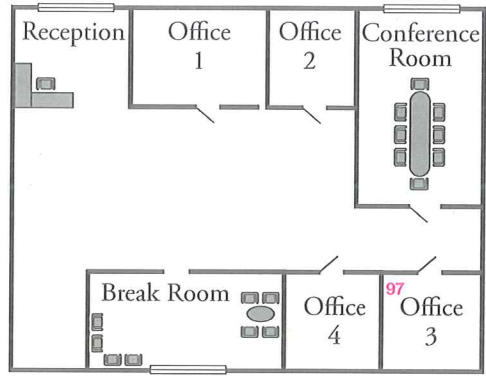 Reception
Office
1
Office
2
Conference
Room
Break Room
Office
4
97
Office
3